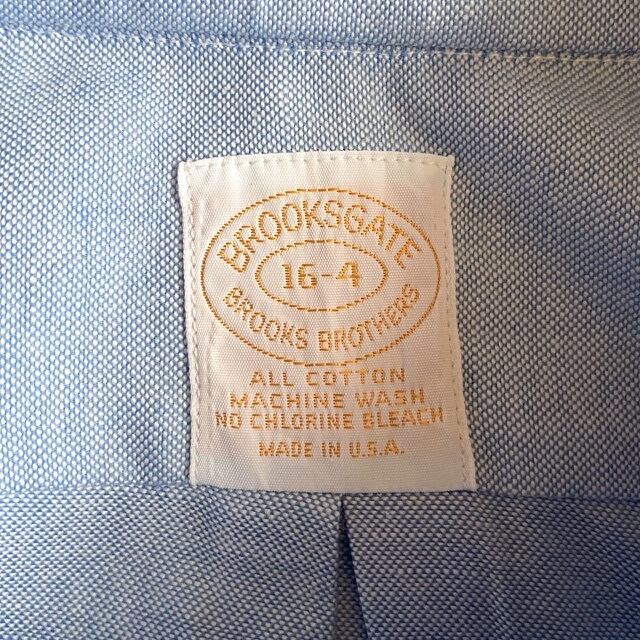 BROOKSGATE
16-4
BROOKS BROTHERS
ALL COTTON
MACHINE WASH
NO CHLORINE BLEACH
MADE IN U.S.A.